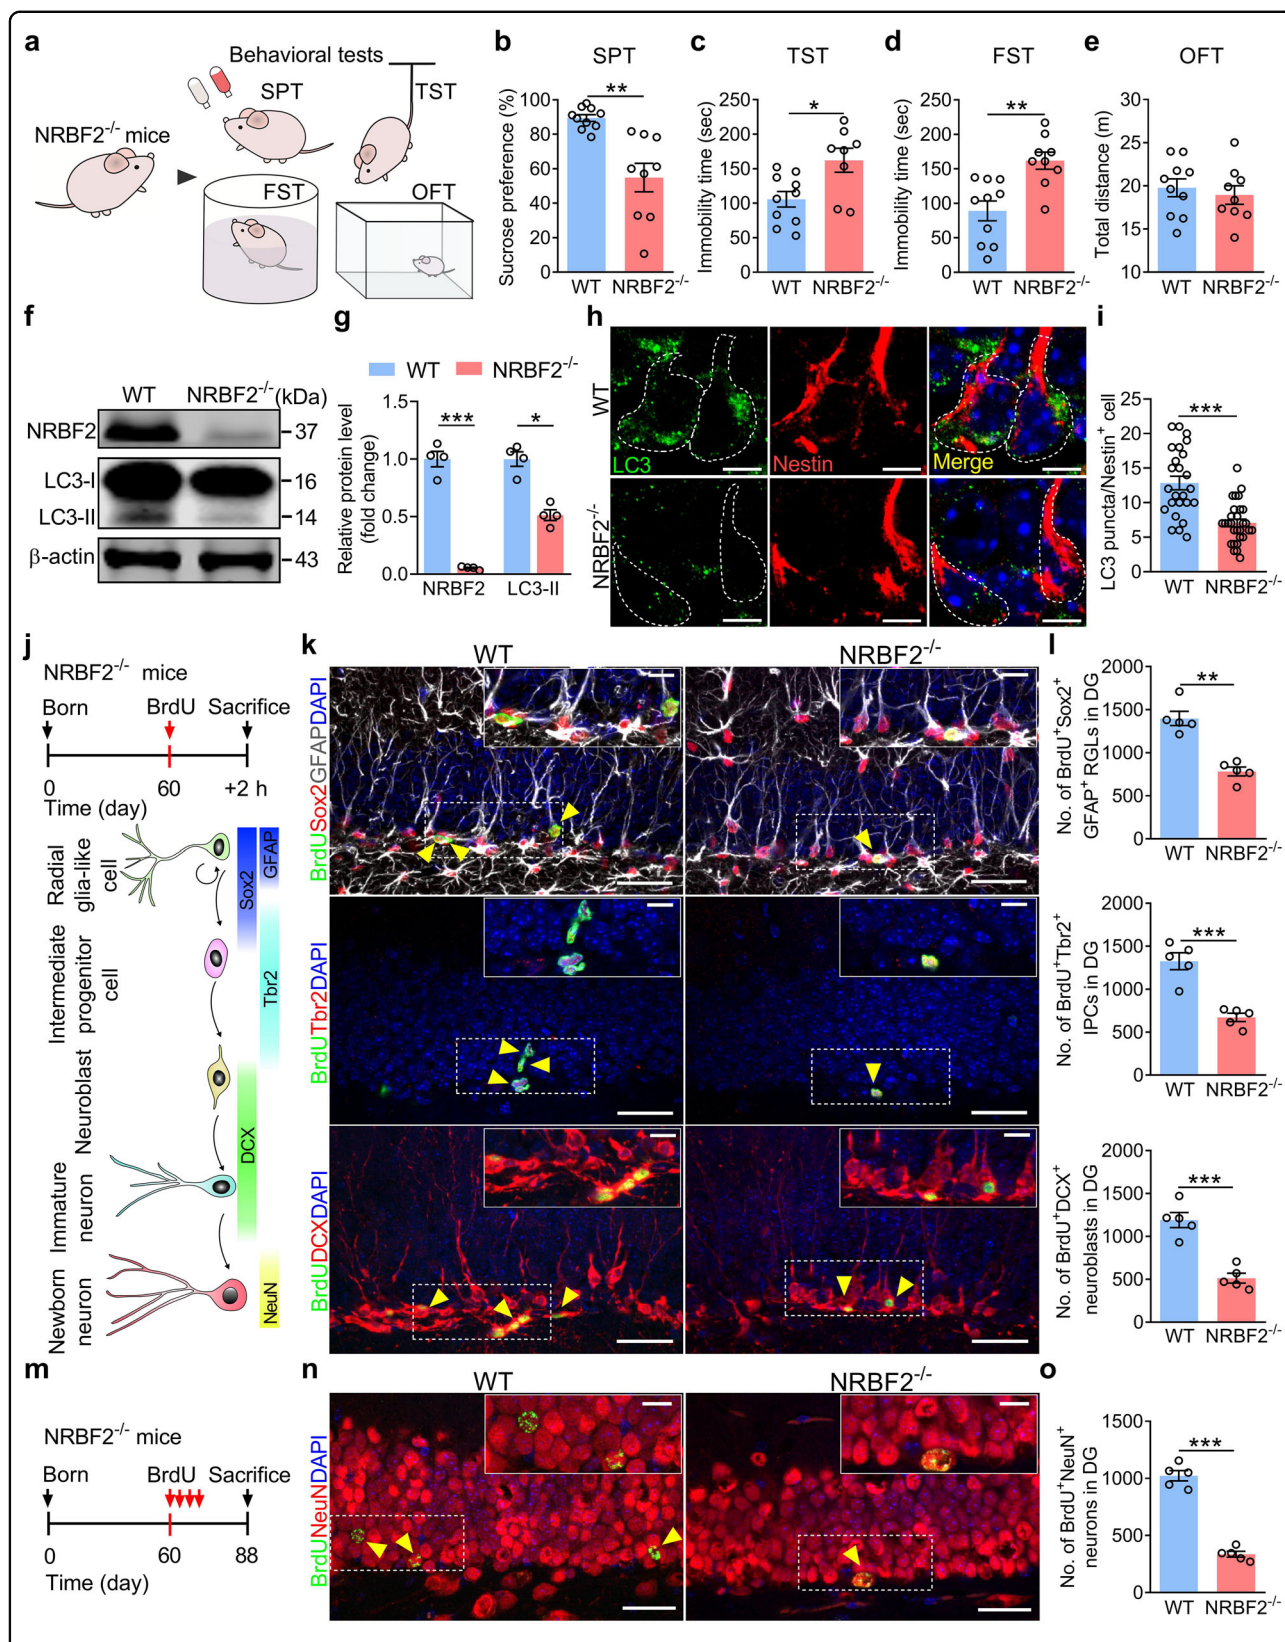 a
Behavioral tests
SPT
TST
NRBF2-/- mice
FST
OFT
b
SPT
Sucrose preference (%)
100
80
60
40
20
0
**
WT NRBF2-/-
c
TST
Immobility time (sec)
250
200
150
100
50
0
*
WT NRBF2-/-
d
FST
Immobility time (sec)
250
200
150
100
50
0
**
WT NRBF2-/-
e
OFT
Total distance (m)
30
25
20
15
10
WT NRBF2-/-
f
WT NRBF2-/- (kDa)
NRBF2 37
LC3-I 16
LC3-II 14
β-actin 43
g
WT NRBF2-/-
Relative protein level
(fold change)
1.5
1.0
0.5
0.0
*** *
NRBF2 LC3-II
h
WT
LC3 Nestin Merge
NRBF2-/-
i
LC3 puncta/Nestin+ cell
25
20
15
10
5
0
***
WT NRBF2-/-
j
NRBF2-/- mice
Born BrdU Sacrifice
0 60 +2 h
Time (day)
Radial
glia-like
cell
Intermediate
progenitor
cell
Neuroblast
Immature
neuron
Newborn
neuron
Sox2
GFAP
Tbr2
DCX
NeuN
k
WT NRBF2-/-
BrdUSox2GFAPDAPI
BrdUTbr2DAPI
BrdUDCXDAPI
l
No. of BrdU+Sox2+
GFAP+ RGLs in DG
2000
1500
1000
500
0
**
WT NRBF2-/-
No. of BrdU+Tbr2+
IPCs in DG
2000
1500
1000
500
0
***
WT NRBF2-/-
No. of BrdU+DCX+
neuroblasts in DG
2000
1500
1000
500
0
***
WT NRBF2-/-
m
NRBF2-/- mice
Born BrdU Sacrifice
0 60 88
Time (day)
n
WT NRBF2-/-
BrdUNeuNDAPI
o
No. of BrdU+NeuN+
neurons in DG
1500
1000
500
0
***
WT NRBF2-/-